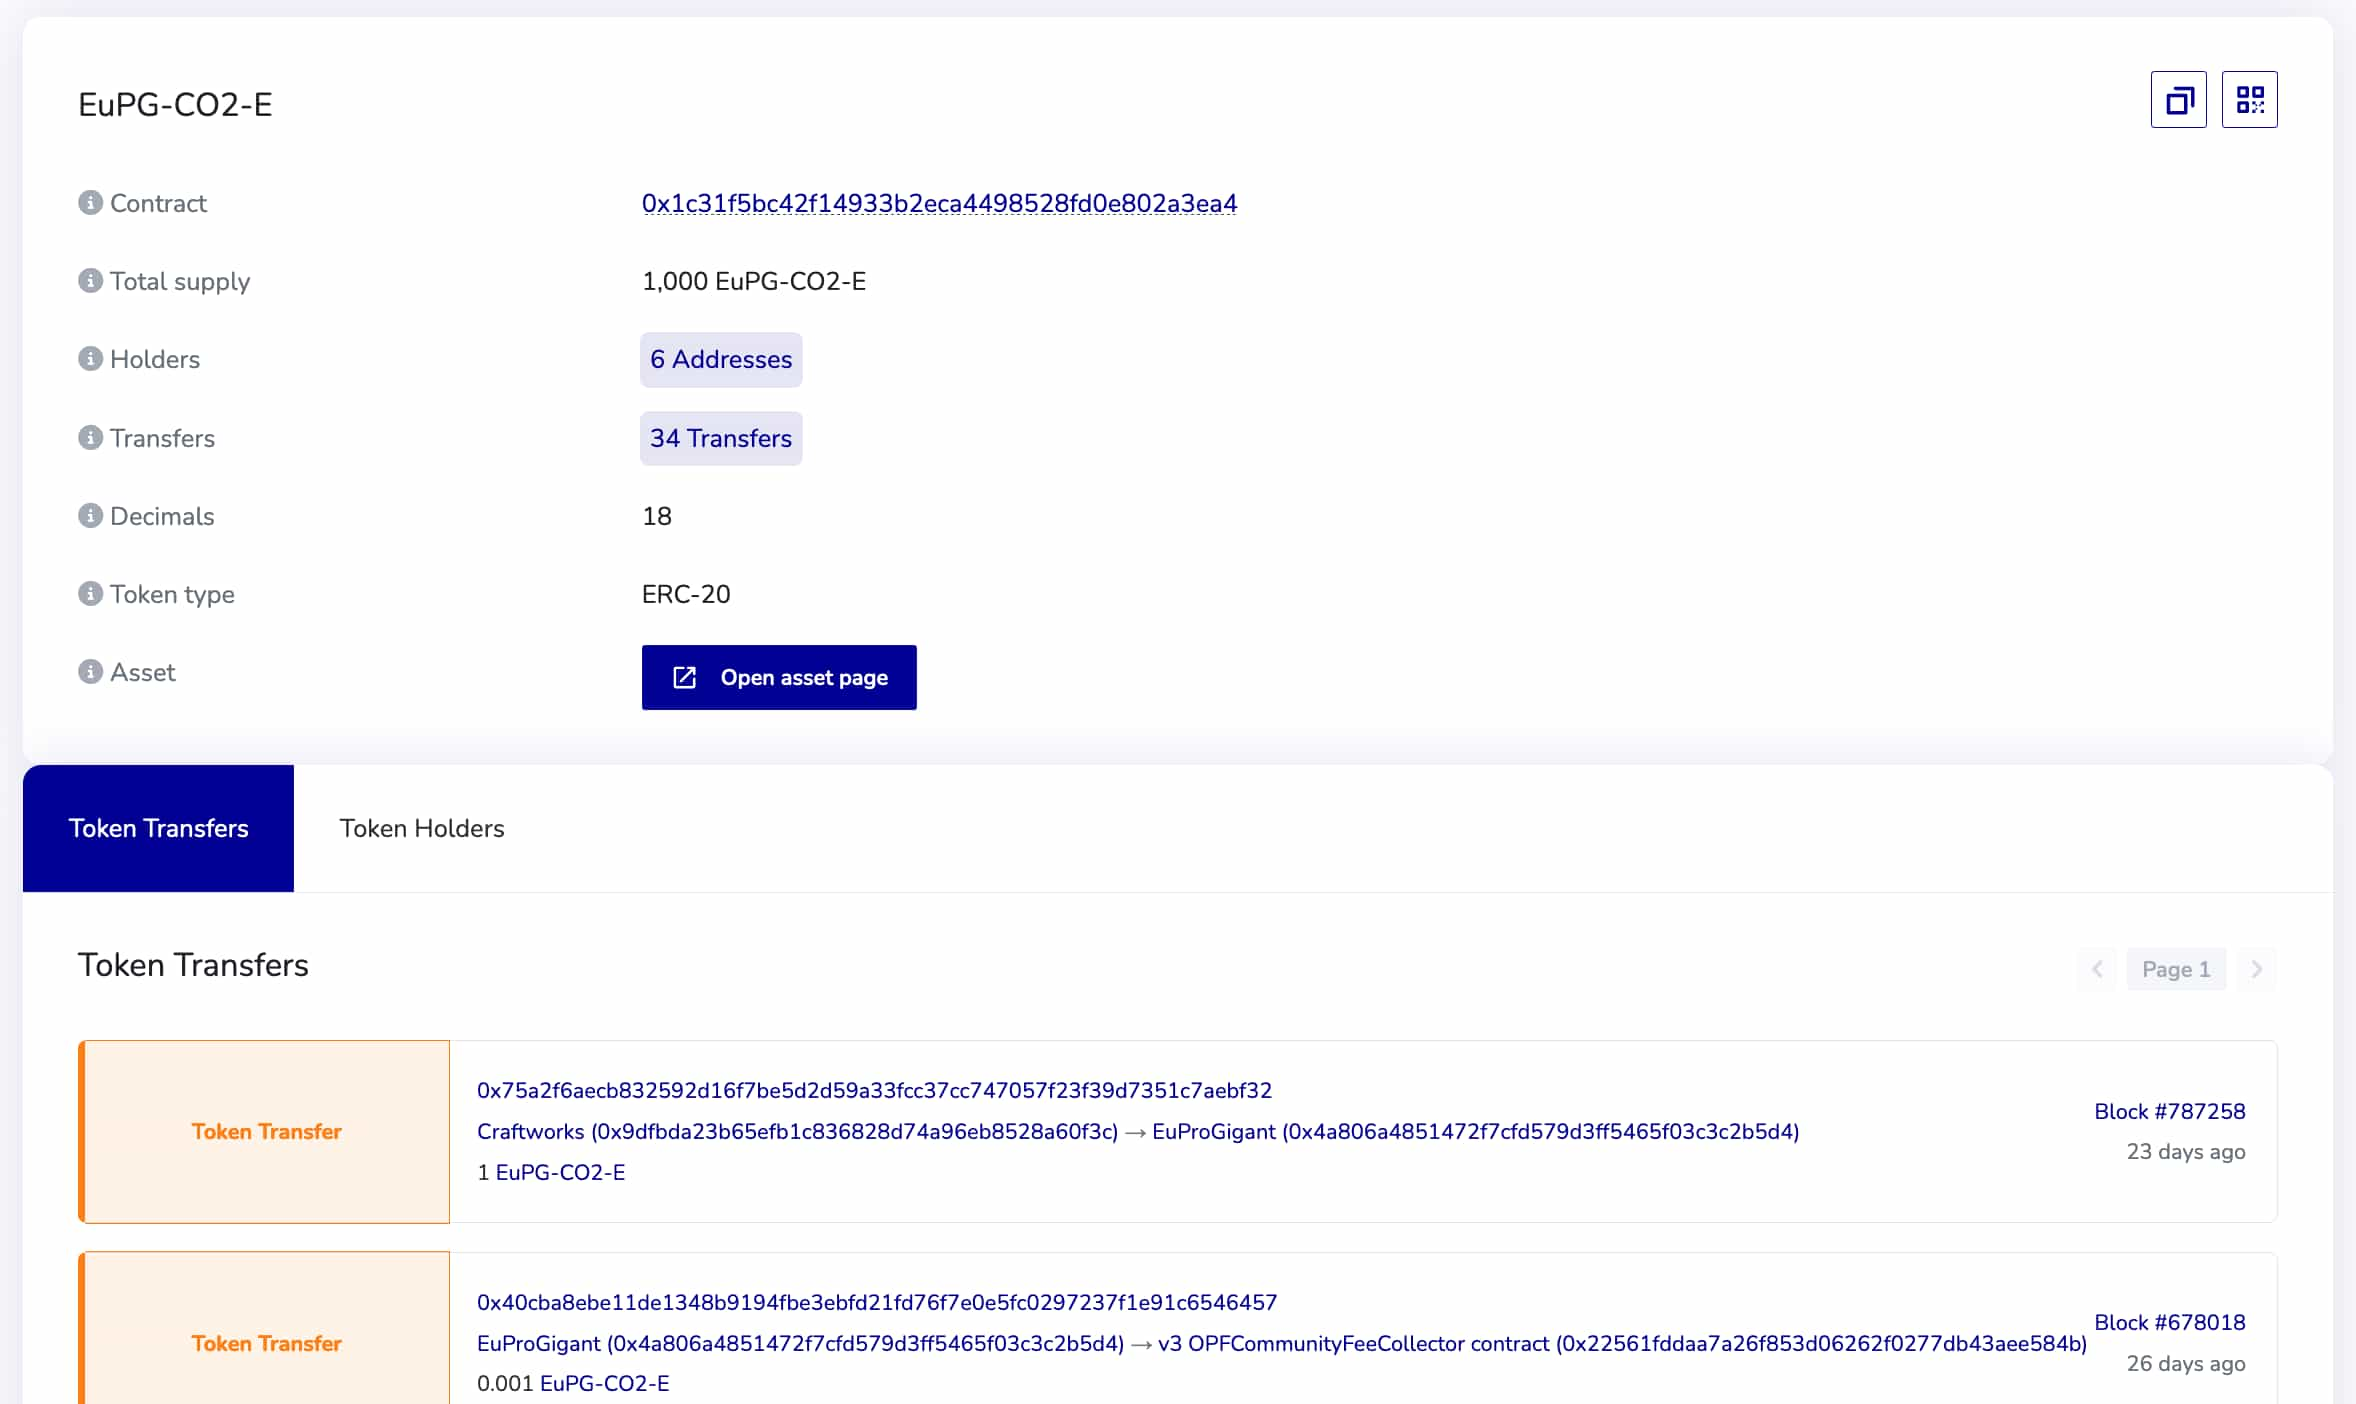 EuPG-CO2-E
Contract 0x1c31f5bc42f14933b2eca4498528fd0e802a3ea4
Total supply 1,000 EuPG-CO2-E
Holders 6 Addresses
Transfers 34 Transfers
Decimals 18
Token type ERC-20
Asset Open asset page
Token Transfers Token Holders
Token Transfers Page 1
0x75a2f6aecb832592d16f7be5d2d59a33fcc37cc747057f23f39d7351c7aebf32
Block #787258
Token Transfer Craftworks (0x9dfbda23b65efb1c836828d74a96eb8528a60f3c) → EuProGigant (0x4a806a4851472f7cfd579d3ff5465f03c3c2b5d4)
23 days ago
1 EuPG-CO2-E
0x40cba8ebe11de1348b9194fbe3ebfd21fd76f7e0e5fc0297237f1e91c6546457
Block #678018
Token Transfer EuProGigant (0x4a806a4851472f7cfd579d3ff5465f03c3c2b5d4) → v3 OPFCommunityFeeCollector contract (0x22561fddaa7a26f853d06262f0277db43aee584b)
26 days ago
0.001 EuPG-CO2-E